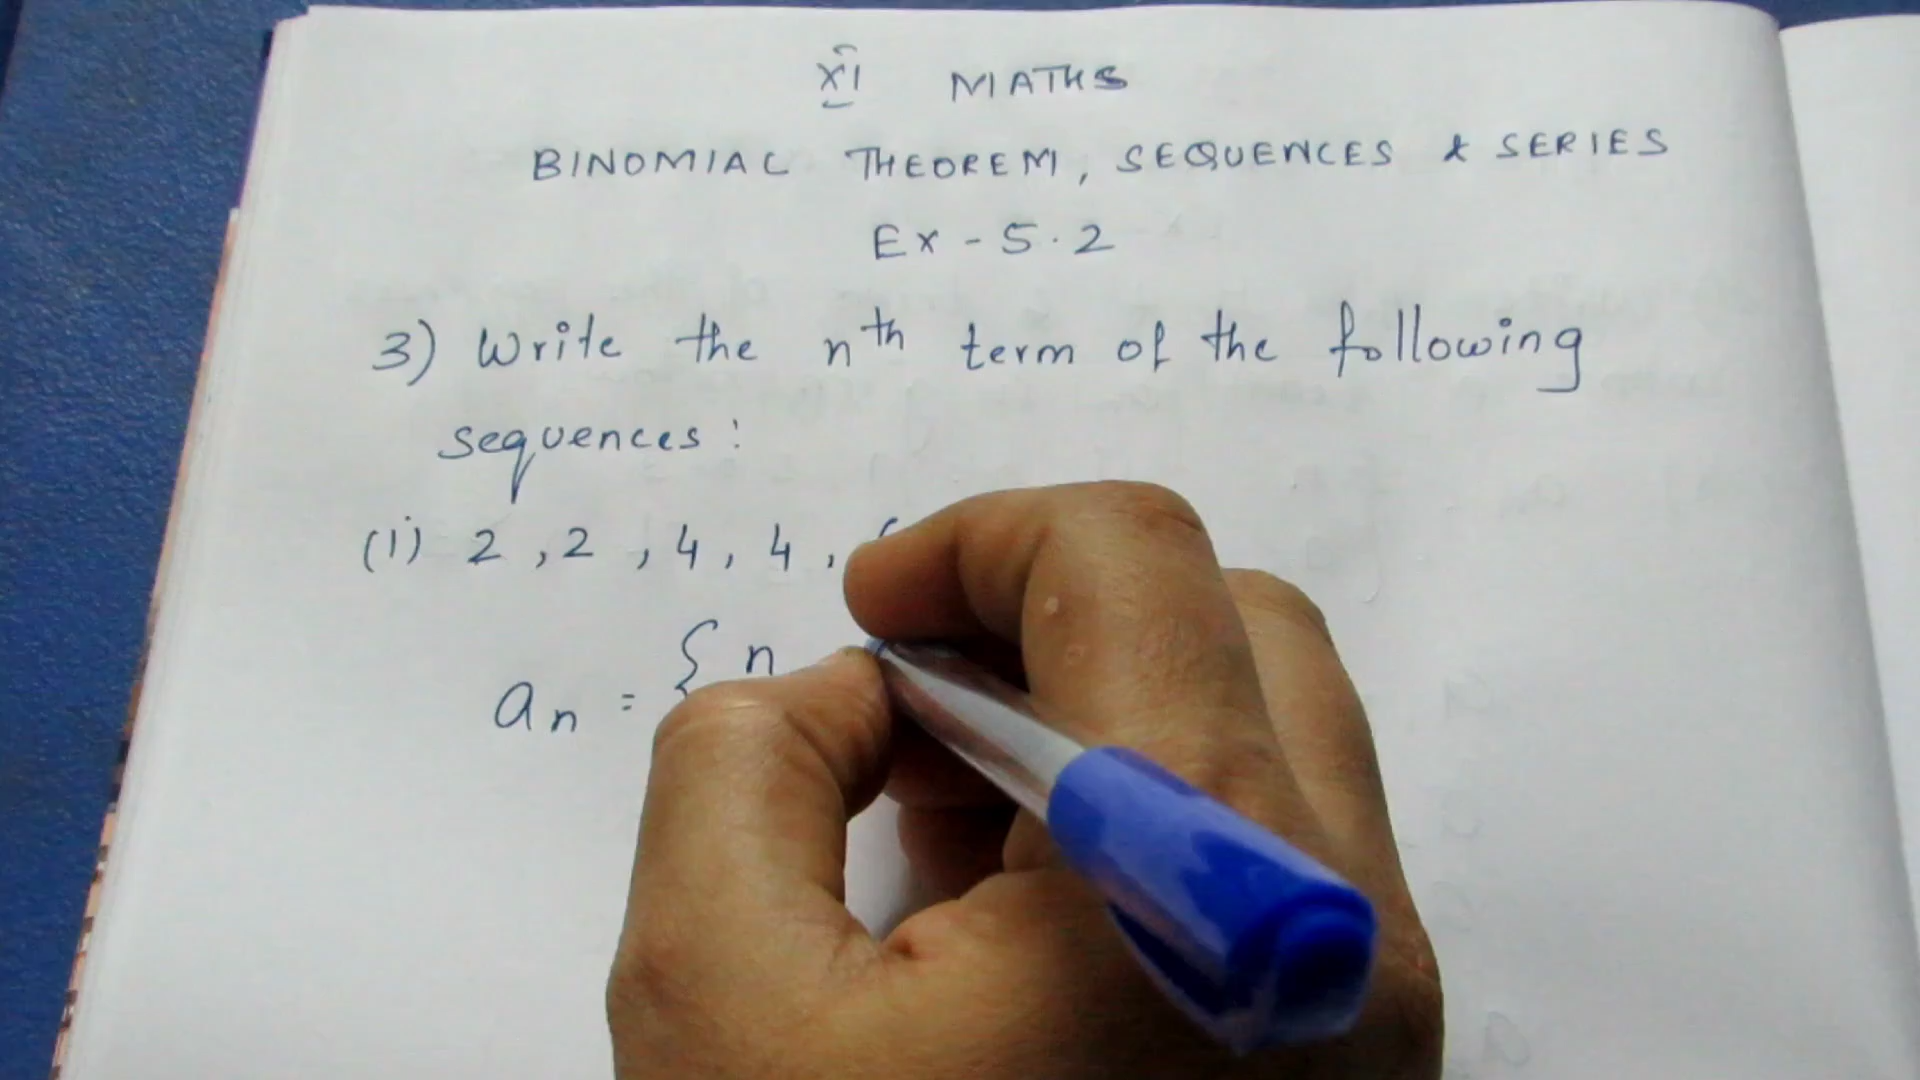 XI MATHS
BINOMIAL THEOREM, SEQUENCES & SERIES
Ex - 5.2
3) Write the nth term of the following
sequences :
(i) 2 , 2 , 4 , 4 ,
an = { n